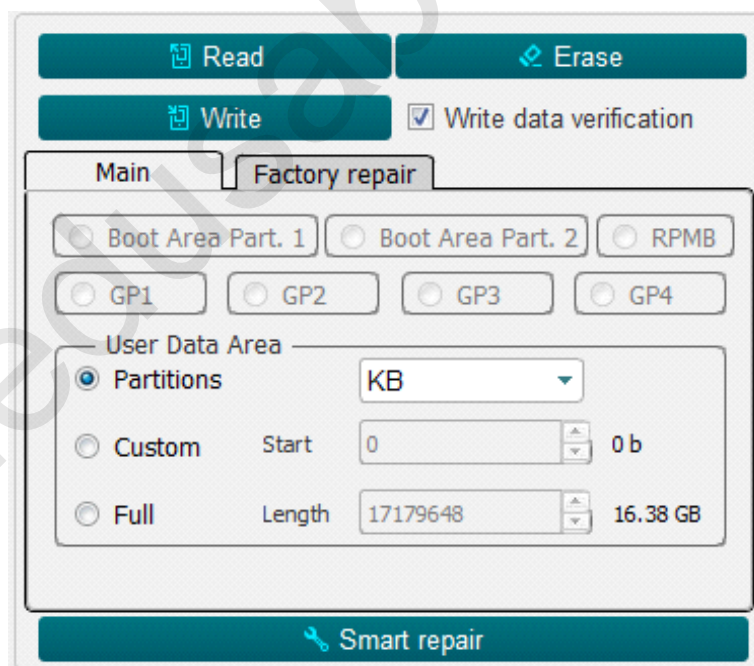 Read Erase
Write Write data verification
Main Factory repair
Boot Area Part. 1 Boot Area Part. 2 RPMB
GP1 GP2 GP3 GP4
User Data Area
Partitions KB
Custom Start 0 0 b
Full Length 17179648 16.38 GB
Smart repair